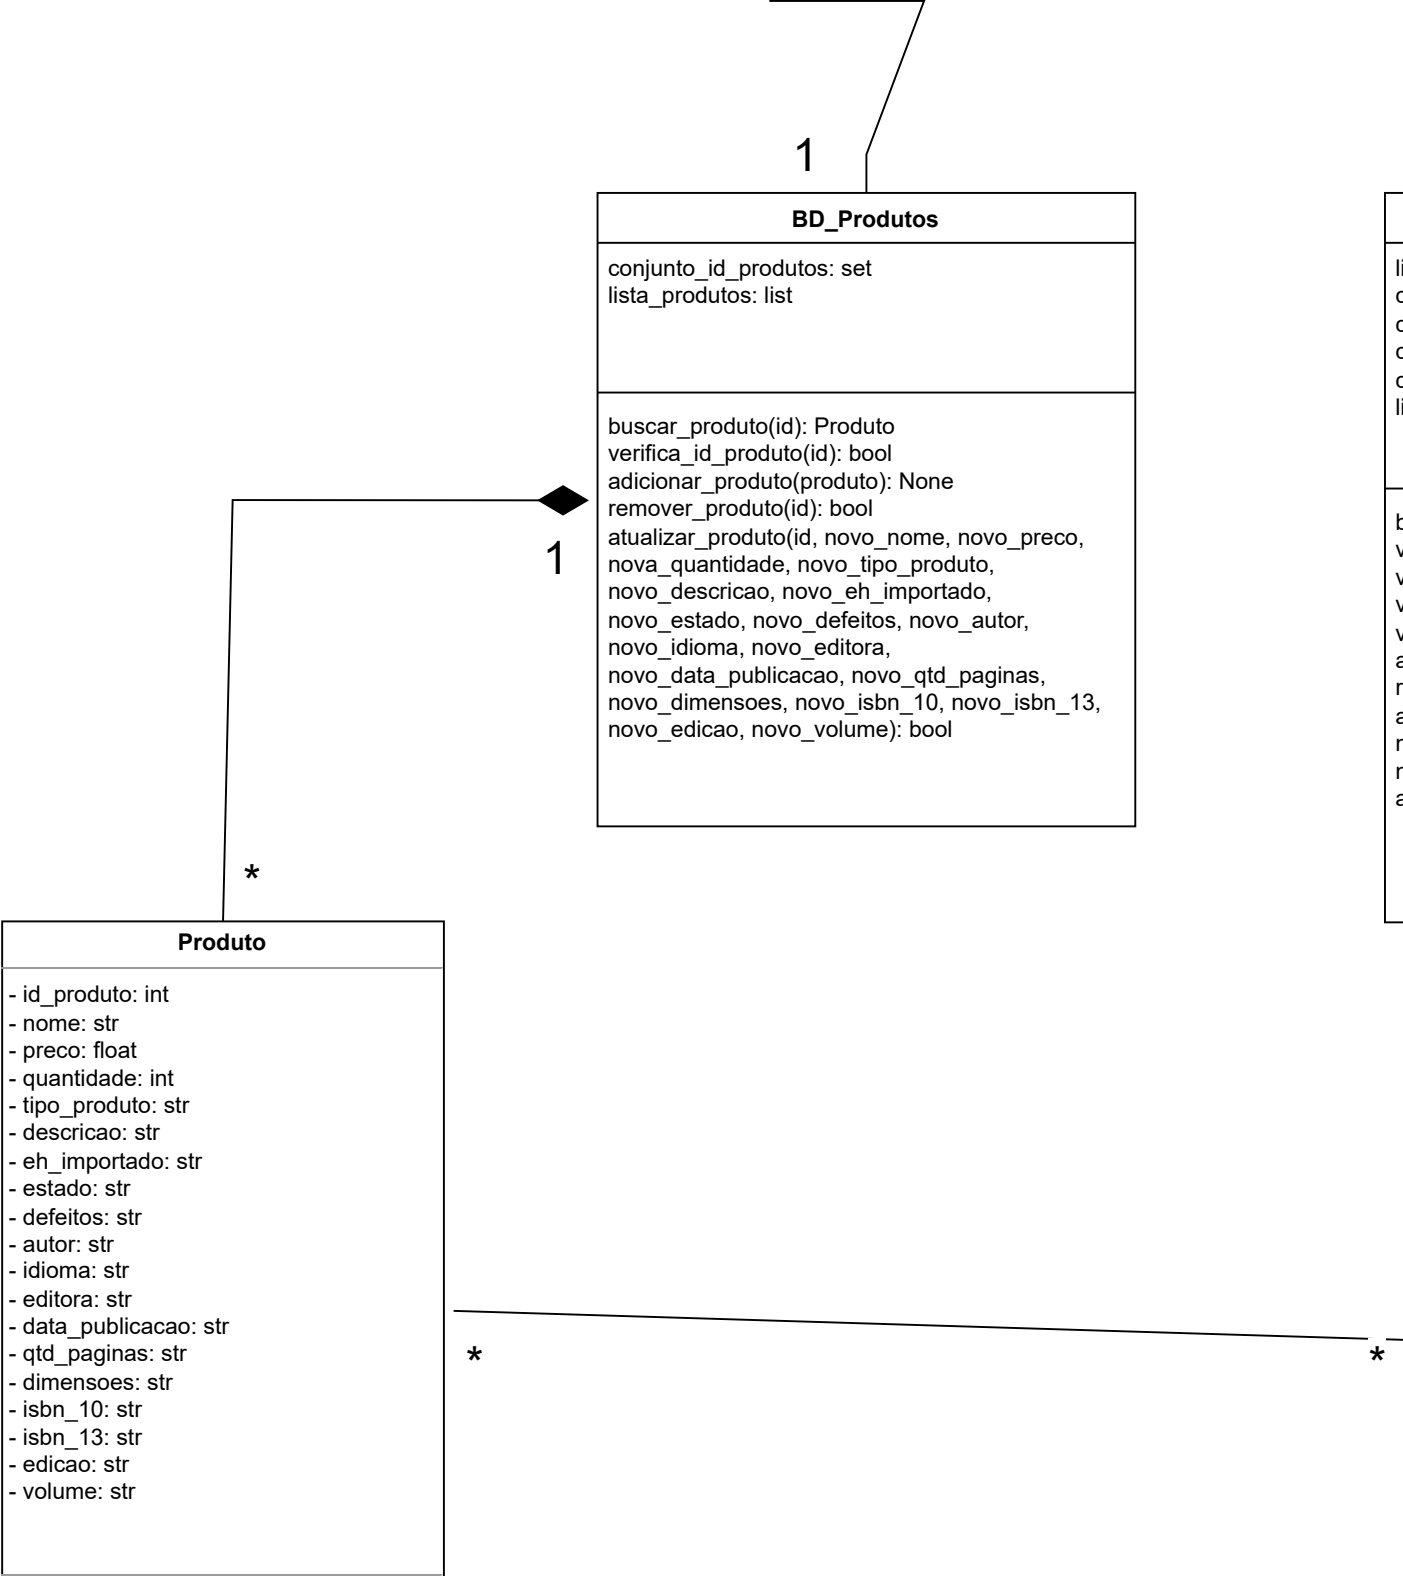 1
BD_Produtos
conjunto_id_produtos: set
lista_produtos: list
buscar_produto(id): Produto
verifica_id_produto(id): bool
adicionar_produto(produto): None
remover_produto(id): bool
atualizar_produto(id, novo_nome, novo_preco,
nova_quantidade, novo_tipo_produto,
novo_descricao, novo_eh_importado,
novo_estado, novo_defeitos, novo_autor,
novo_idioma, novo_editora,
novo_data_publicacao, novo_qtd_paginas,
novo_dimensoes, novo_isbn_10, novo_isbn_13,
novo_edicao, novo_volume): bool
1
*
Produto
- id_produto: int
- nome: str
- preco: float
- quantidade: int
- tipo_produto: str
- descricao: str
- eh_importado: str
- estado: str
- defeitos: str
- autor: str
- idioma: str
- editora: str
- data_publicacao: str
- qtd_paginas: str
- dimensoes: str
- isbn_10: str
- isbn_13: str
- edicao: str
- volume: str
*
*